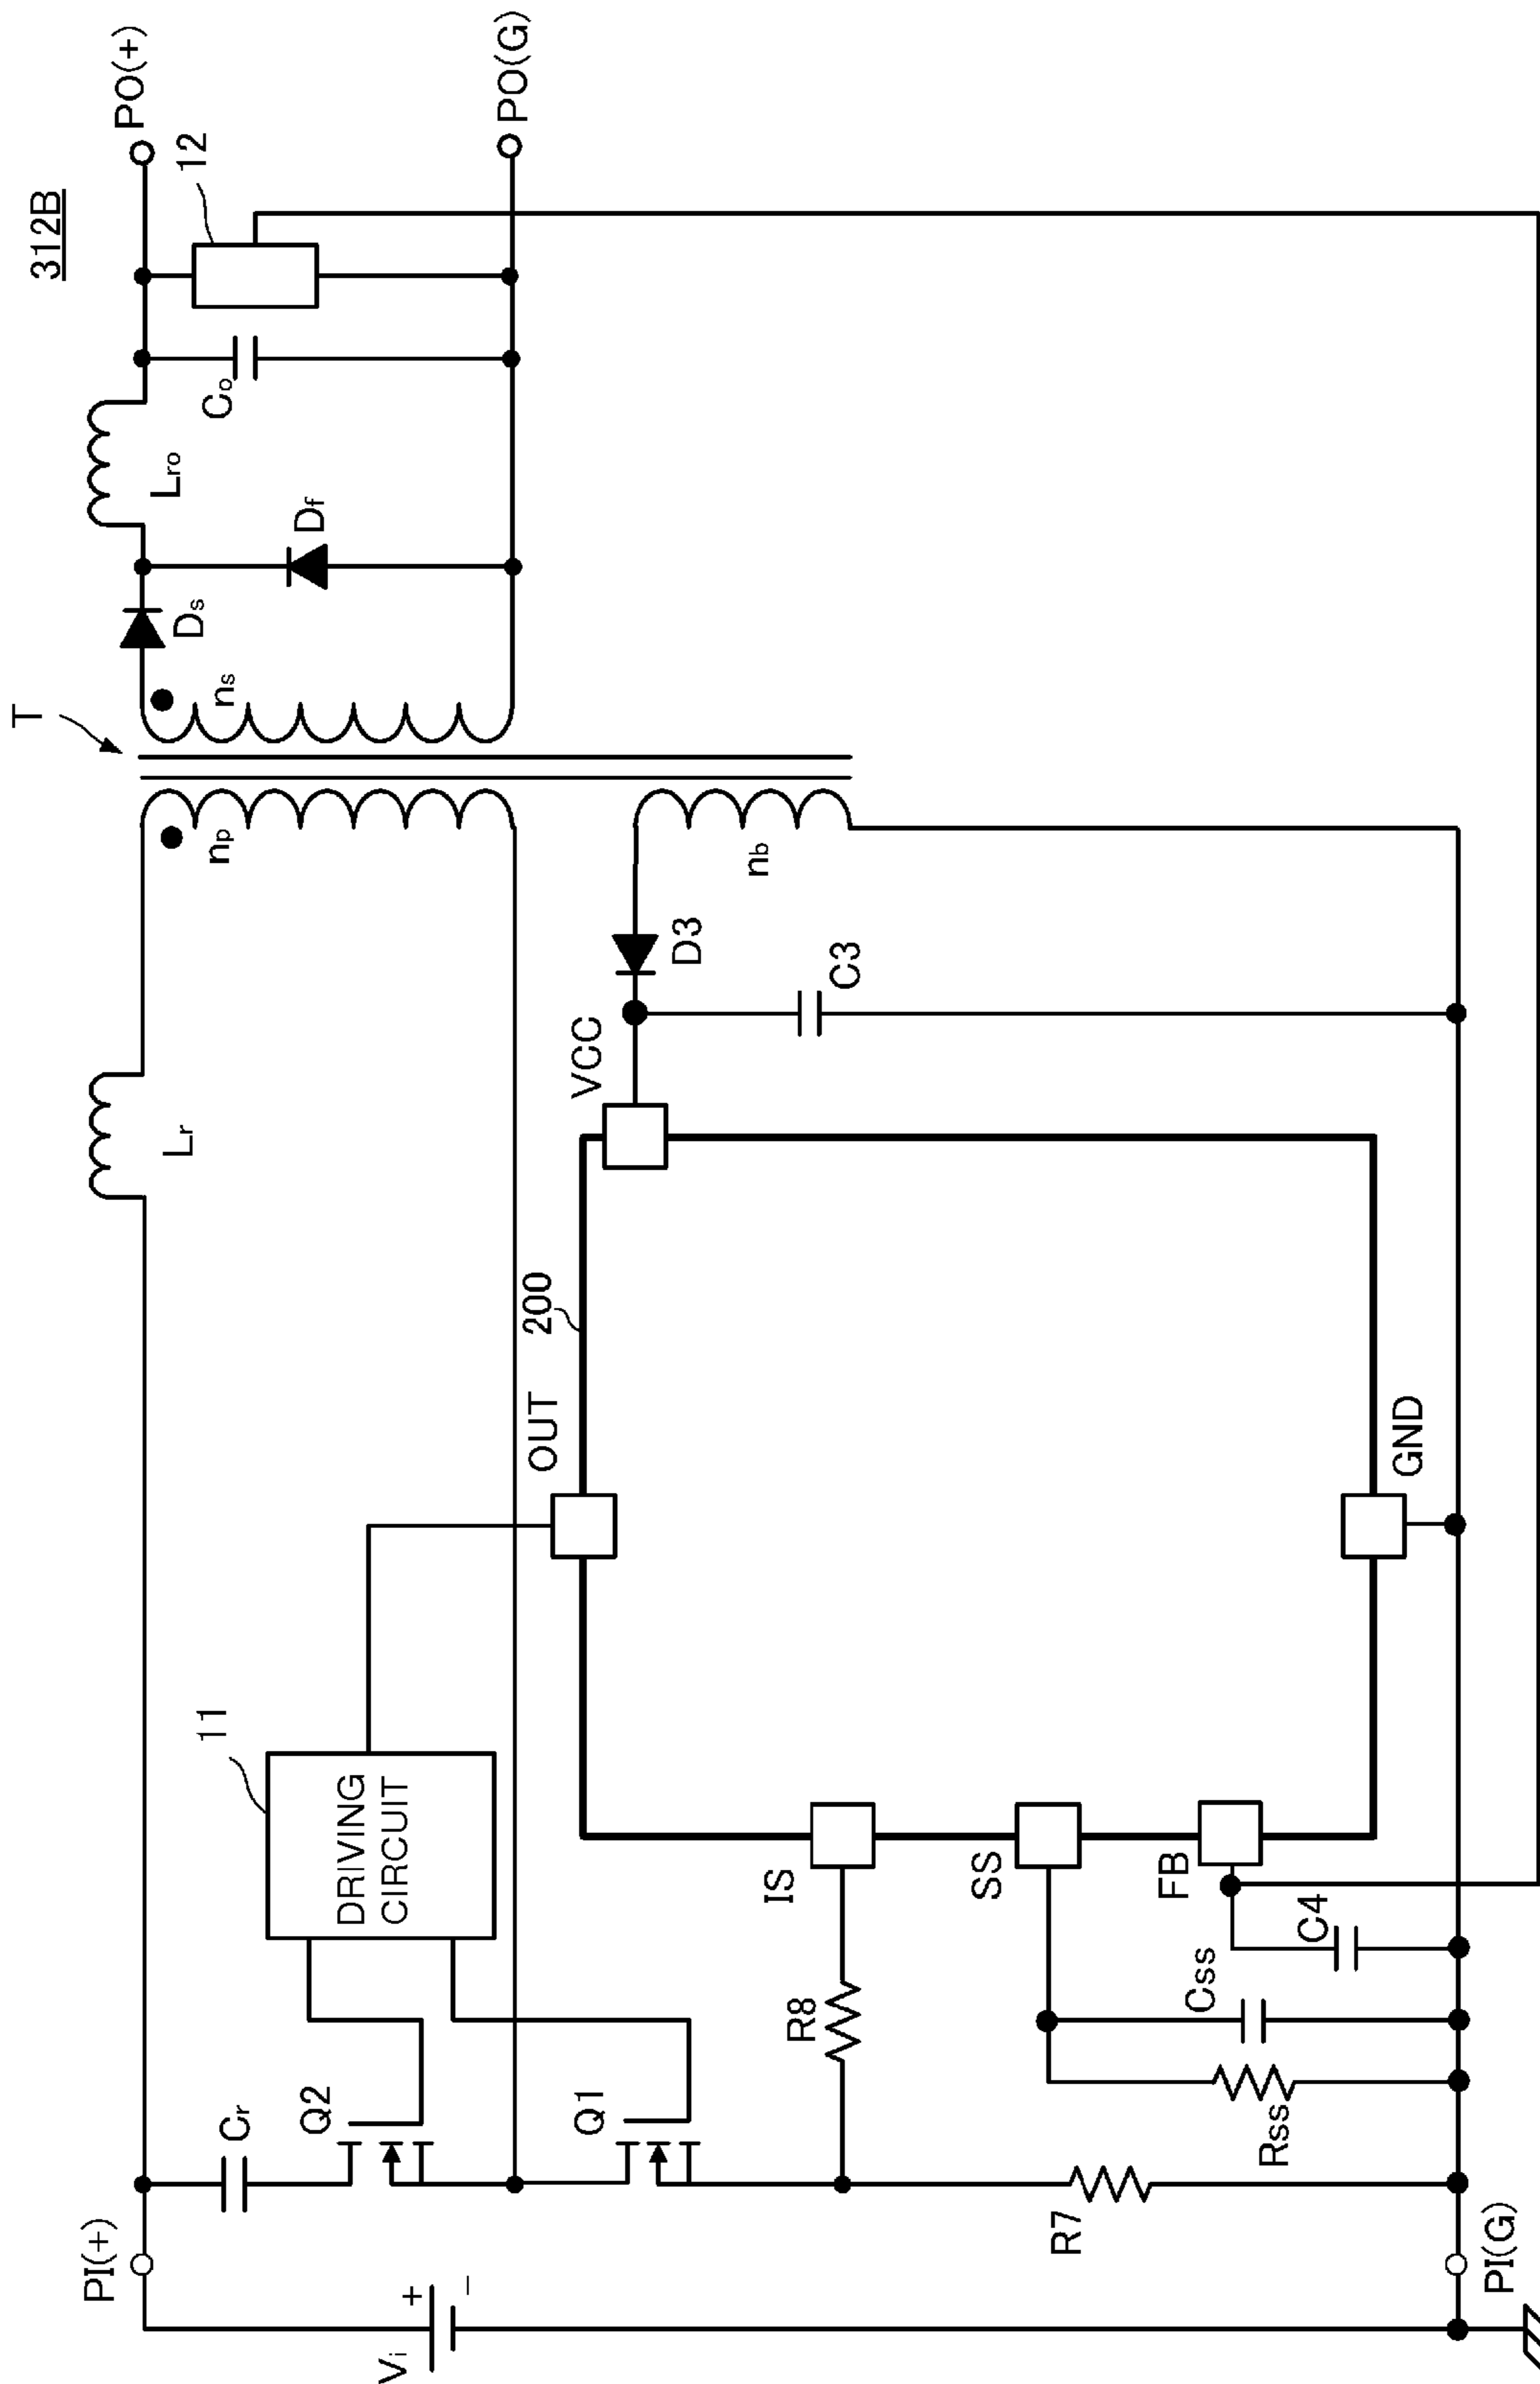 312B
T
PI(+)
Lr
np
ns
Ds
Df
Lro
Co
12
PO(+)
PO(G)
Vi
+
−
Cr
Q2
Q1
11
DRIVING
CIRCUIT
OUT
200
VCC
D3
nb
C3
R8
IS
SS
FB
R7
Rss
Css
C4
GND
PI(G)